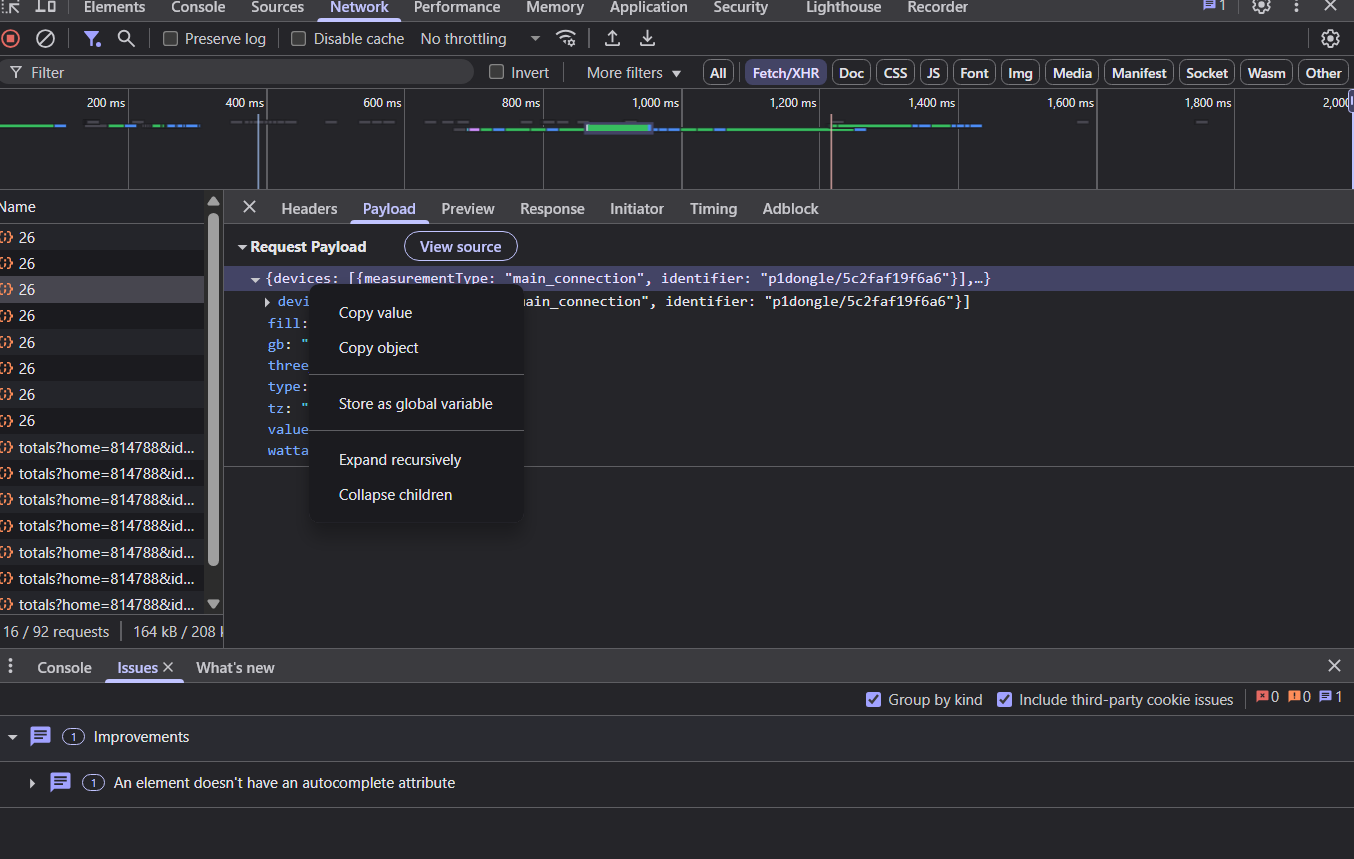 Elements Console Sources Network Performance Memory Application Security Lighthouse Recorder 1
Preserve log Disable cache No throttling
Filter Invert More filters All Fetch/XHR Doc CSS JS Font Img Media Manifest Socket Wasm Other
200 ms 400 ms 600 ms 800 ms 1,000 ms 1,200 ms 1,400 ms 1,600 ms 1,800 ms 2,000
Name
26
26
26
26
26
26
26
26
totals?home=814788&id...
totals?home=814788&id...
totals?home=814788&id...
totals?home=814788&id...
totals?home=814788&id...
totals?home=814788&id...
totals?home=814788&id...
16 / 92 requests 164 kB / 208
Headers Payload Preview Response Initiator Timing Adblock
Request Payload View source
{devices: [{measurementType: "main_connection", identifier: "p1dongle/5c2faf19f6a6"}],…}
devi ain_connection", identifier: "p1dongle/5c2faf19f6a6"}]
fill:
gb: "
three
type:
tz: "
value
watta
Copy value
Copy object
Store as global variable
Expand recursively
Collapse children
Console Issues What's new
Group by kind Include third-party cookie issues 0 0 1
1 Improvements
1 An element doesn't have an autocomplete attribute